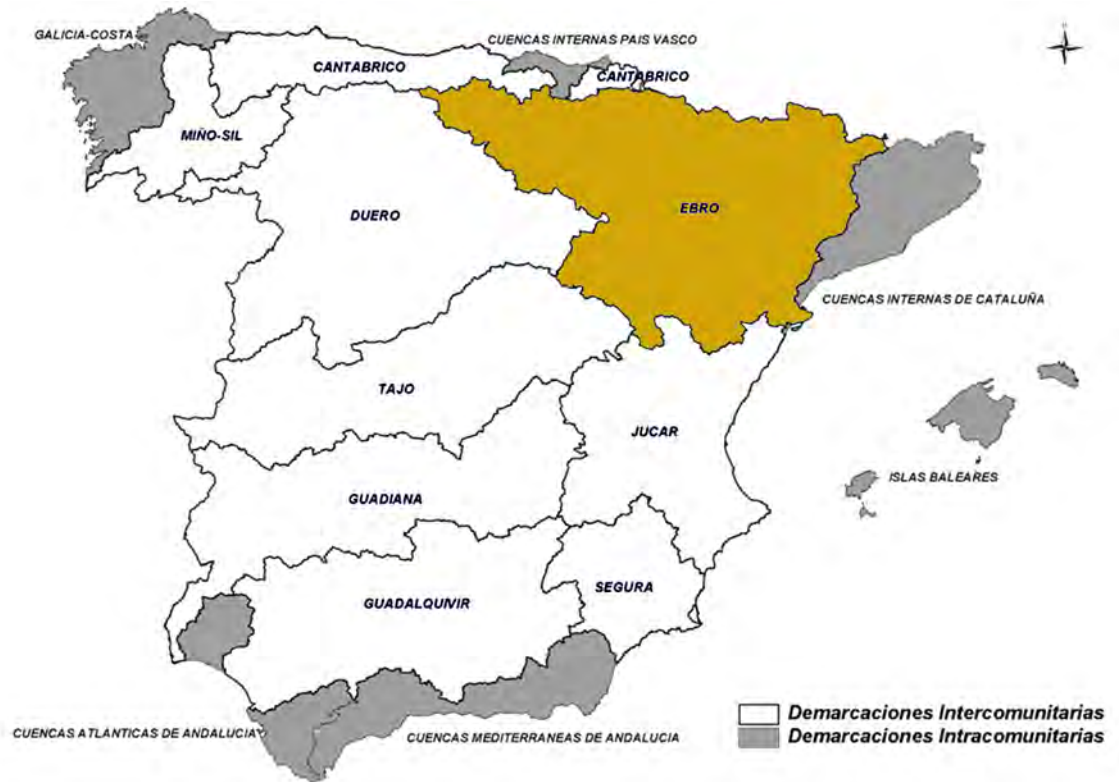 GALICIA-COSTA
CUENCAS INTERNAS PAIS VASCO
CANTABRICO
CANTABRICO
MIÑO-SIL
DUERO
EBRO
CUENCAS INTERNAS DE CATALUÑA
TAJO
JUCAR
ISLAS BALEARES
GUADIANA
SEGURA
GUADALQUIVIR
CUENCAS ATLÁNTICAS DE ANDALUCIA
CUENCAS MEDITERRANEAS DE ANDALUCIA
Demarcaciones Intercomunitarias
Demarcaciones Intracomunitarias